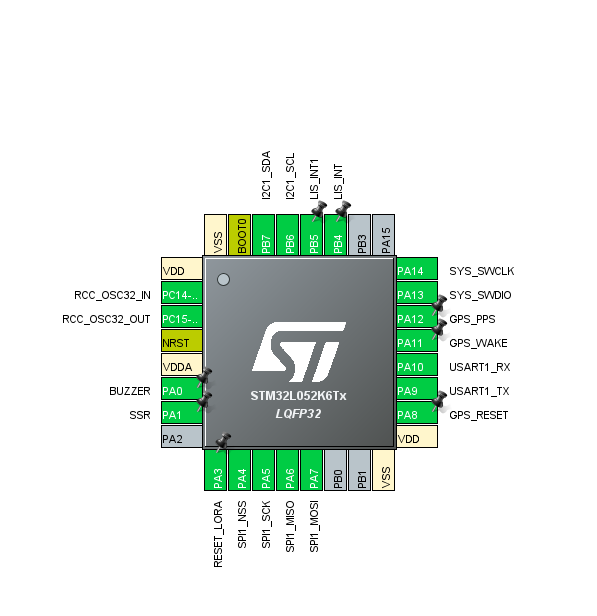 I2C1_SDA
I2C1_SCL
LIS_INT1
LIS_INT
VSS
BOOT0
PB7
PB6
PB5
PB4
PB3
PA15
VDD
RCC_OSC32_IN PC14-..
RCC_OSC32_OUT PC15-..
NRST
VDDA
BUZZER PA0
SSR PA1
PA2
PA14 SYS_SWCLK
PA13 SYS_SWDIO
PA12 GPS_PPS
PA11 GPS_WAKE
PA10 USART1_RX
PA9 USART1_TX
PA8 GPS_RESET
VDD
ST
STM32L052K6Tx
LQFP32
PA3
PA4
PA5
PA6
PA7
PB0
PB1
VSS
RESET_LORA
SPI1_NSS
SPI1_SCK
SPI1_MISO
SPI1_MOSI